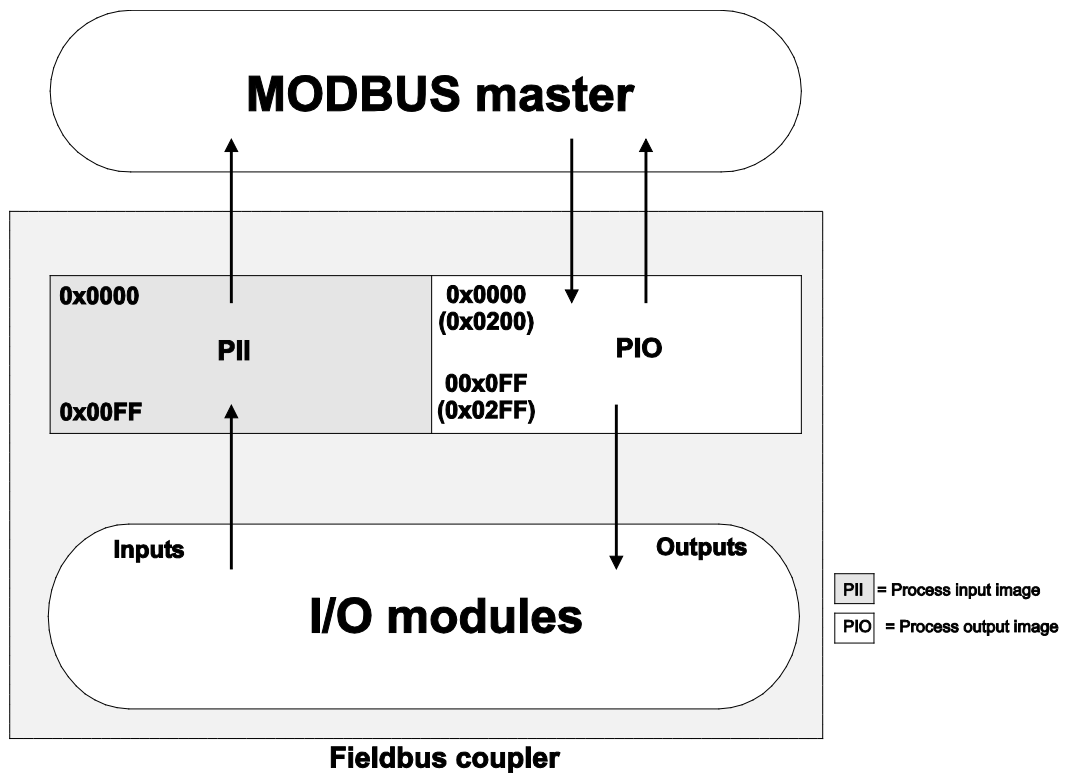 MODBUS master
0x0000
PII
0x00FF
0x0000
(0x0200)
PIO
00x0FF
(0x02FF)
Inputs
Outputs
I/O modules
PII = Process input image
PIO = Process output image
Fieldbus coupler